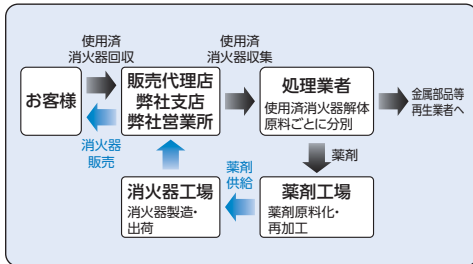 使用済
消火器回収
使用済
消火器収集
お客様
販売代理店
弊社支店
弊社営業所
処理業者
使用済消火器解体
原料ごとに分別
金属部品等
再生業者へ
消火器
販売
薬剤
薬剤
供給
消火器工場
消火器製造・
出荷
薬剤工場
薬剤原料化・
再加工